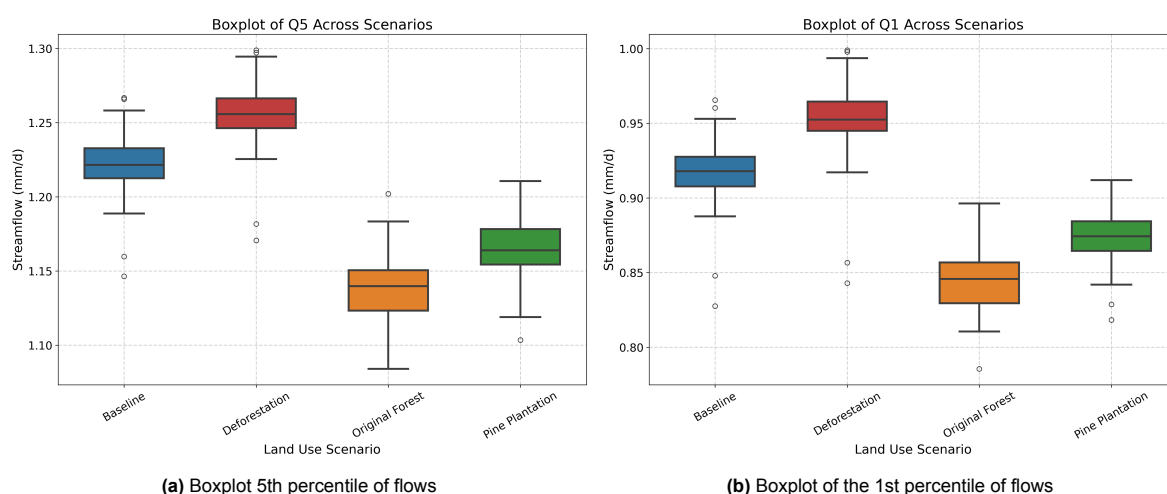 Boxplot of Q5 Across Scenarios
1.30
1.25
1.20
1.15
1.10
Streamflow (mm/d)
Baseline
Deforestation
Original Forest
Pine Plantation
Land Use Scenario
(a) Boxplot 5th percentile of flows
Boxplot of Q1 Across Scenarios
1.00
0.95
0.90
0.85
0.80
Streamflow (mm/d)
Baseline
Deforestation
Original Forest
Pine Plantation
Land Use Scenario
(b) Boxplot of the 1st percentile of flows